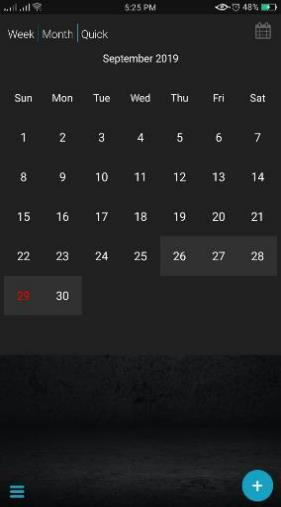 5:25 PM 48%
Week Month Quick
September 2019
Sun Mon Tue Wed Thu Fri Sat
1 2 3 4 5 6 7
8 9 10 11 12 13 14
15 16 17 18 19 20 21
22 23 24 25 26 27 28
29 30
+